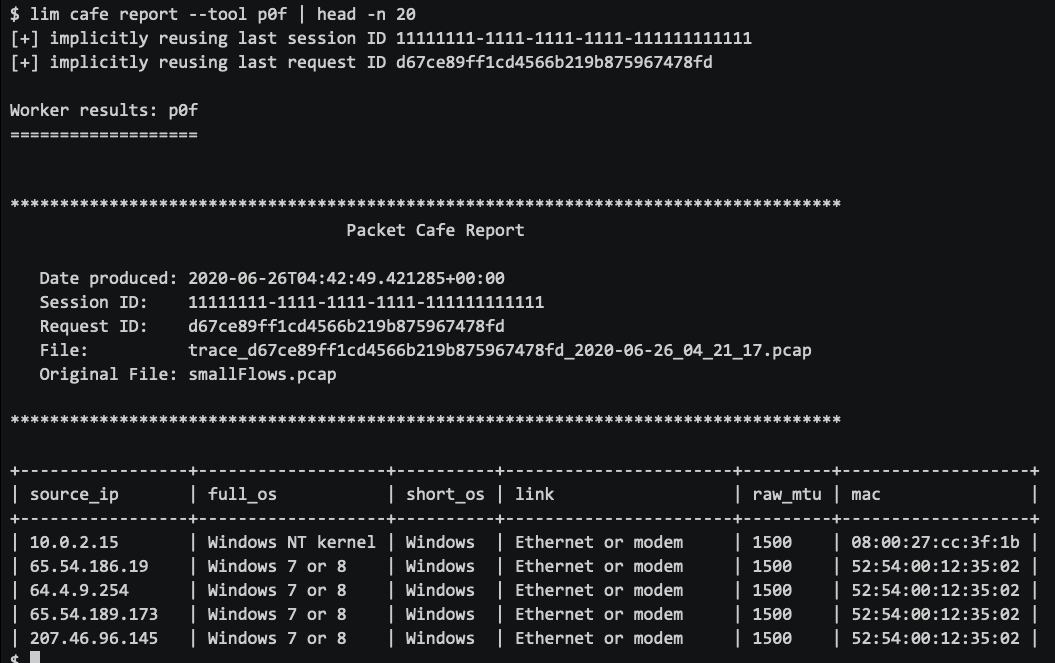 $ lim cafe report --tool p0f | head -n 20
[+] implicitly reusing last session ID 11111111-1111-1111-1111-111111111111
[+] implicitly reusing last request ID d67ce89ff1cd4566b219b875967478fd
Worker results: p0f
===================
************************************************************************************
Packet Cafe Report
Date produced: 2020-06-26T04:42:49.421285+00:00
Session ID:    11111111-1111-1111-1111-111111111111
Request ID:    d67ce89ff1cd4566b219b875967478fd
File:          trace_d67ce89ff1cd4566b219b875967478fd_2020-06-26_04_21_17.pcap
Original File: smallFlows.pcap
************************************************************************************
+-----------------+-------------------+----------+-----------------------+---------+-------------------+
| source_ip       | full_os           | short_os | link                  | raw_mtu | mac               |
+-----------------+-------------------+----------+-----------------------+---------+-------------------+
| 10.0.2.15       | Windows NT kernel | Windows  | Ethernet or modem     | 1500    | 08:00:27:cc:3f:1b |
| 65.54.186.19    | Windows 7 or 8    | Windows  | Ethernet or modem     | 1500    | 52:54:00:12:35:02 |
| 64.4.9.254      | Windows 7 or 8    | Windows  | Ethernet or modem     | 1500    | 52:54:00:12:35:02 |
| 65.54.189.173   | Windows 7 or 8    | Windows  | Ethernet or modem     | 1500    | 52:54:00:12:35:02 |
| 207.46.96.145   | Windows 7 or 8    | Windows  | Ethernet or modem     | 1500    | 52:54:00:12:35:02 |
$